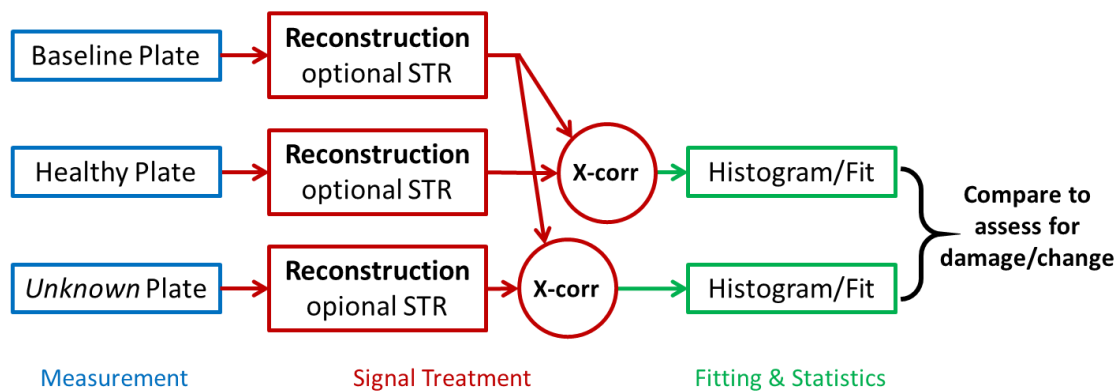 Baseline Plate
Reconstruction
optional STR
Healthy Plate
Reconstruction
optional STR
X-corr
Histogram/Fit
Unknown Plate
Reconstruction
opional STR
X-corr
Histogram/Fit
Compare to
assess for
damage/change
Measurement
Signal Treatment
Fitting & Statistics